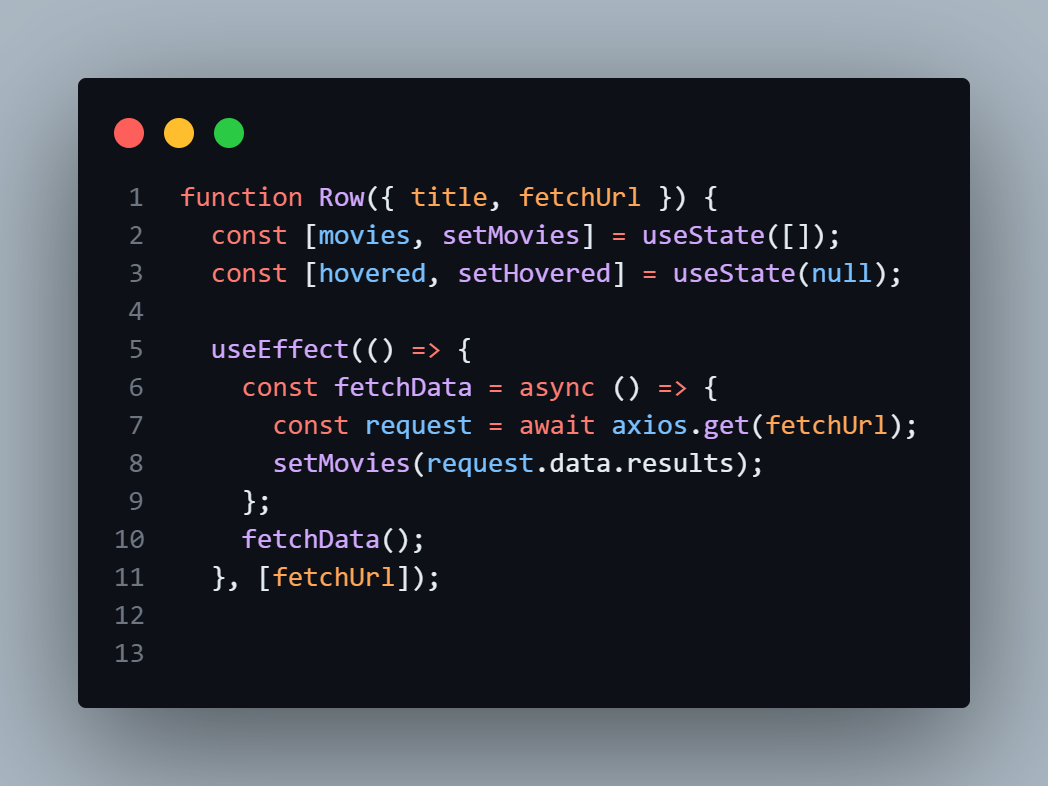 1 function Row({ title, fetchUrl }) {
2   const [movies, setMovies] = useState([]);
3   const [hovered, setHovered] = useState(null);
4
5   useEffect(() => {
6     const fetchData = async () => {
7       const request = await axios.get(fetchUrl);
8       setMovies(request.data.results);
9     };
10     fetchData();
11   }, [fetchUrl]);
12
13